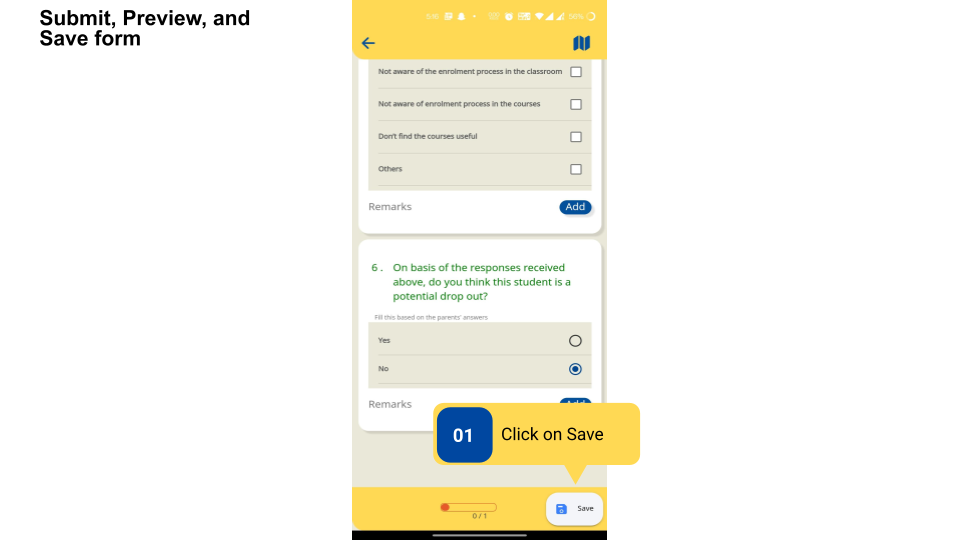 Submit, Preview, and
Save form
56%
Not aware of the enrolment process in the classroom
Not aware of enrolment process in the courses
Don't find the courses useful
Others
Remarks
Add
6. On basis of the responses received
above, do you think this student is a
potential drop out?
Fill this based on the parents' answers
Yes
No
Remarks
01 Click on Save
0 / 1
Save